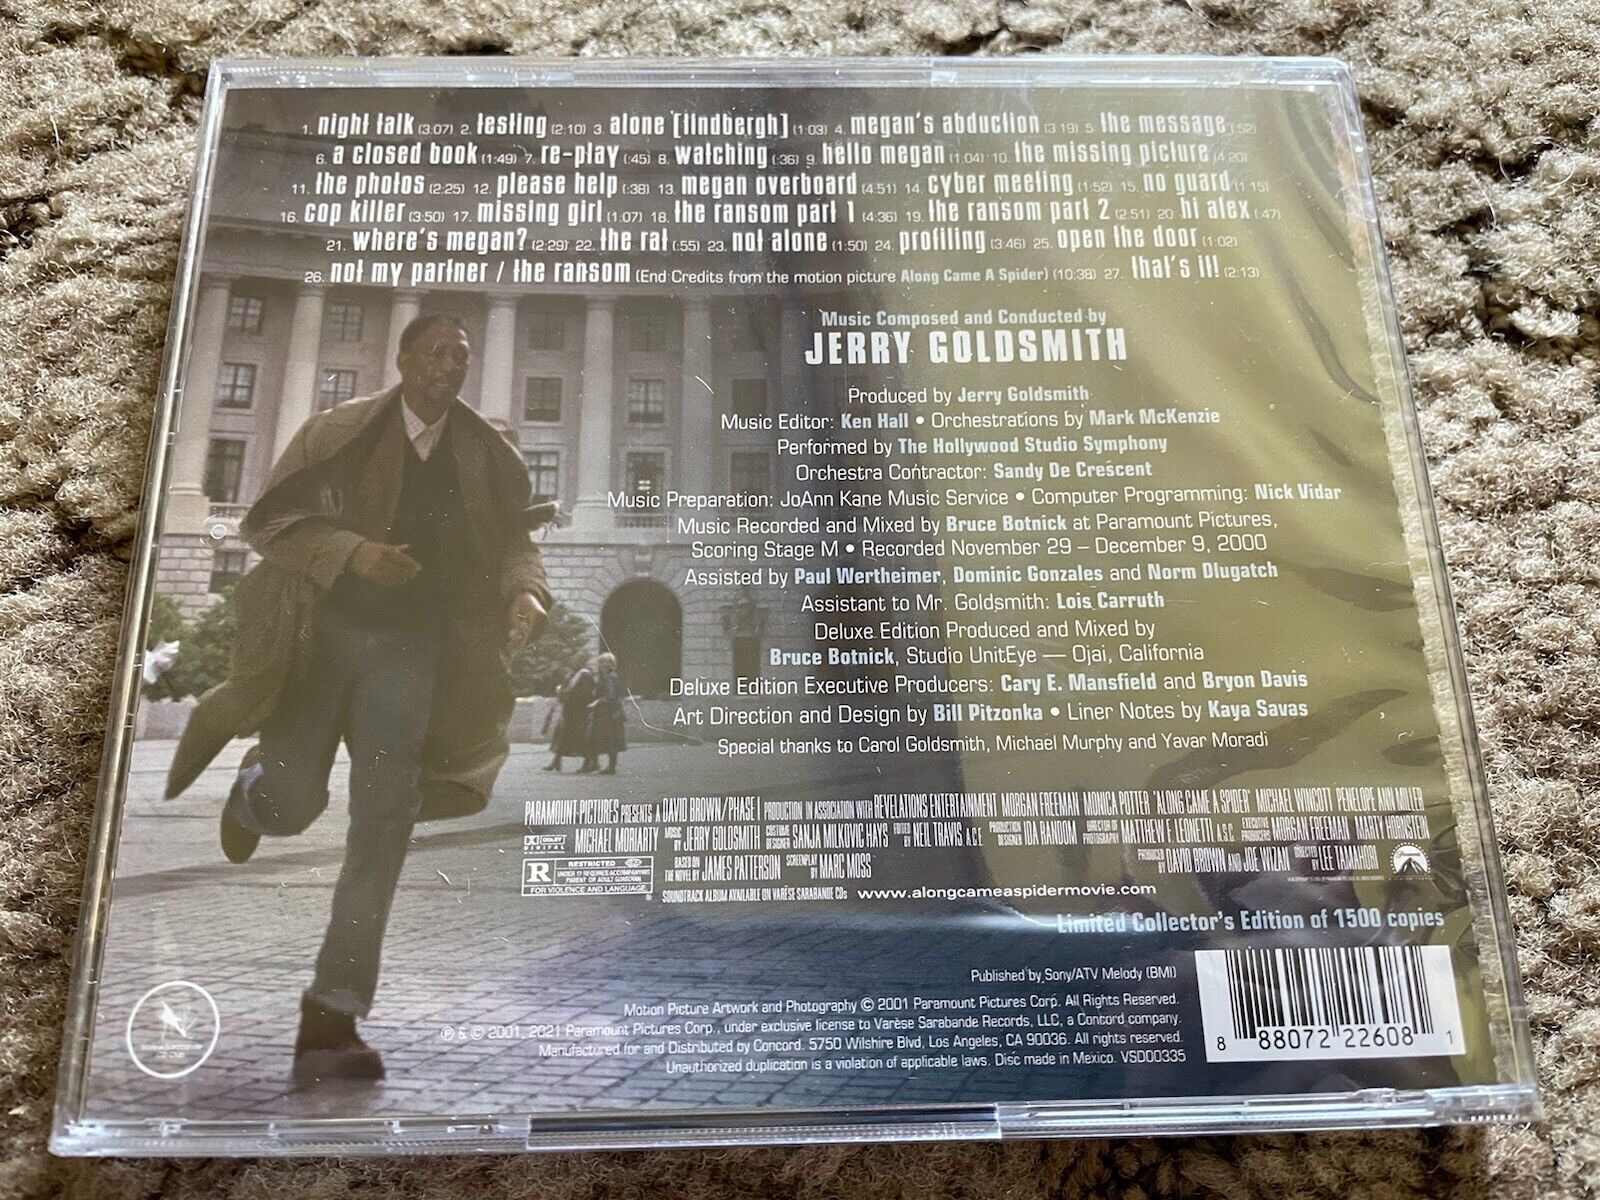 1. night talk (3:07) 2. testing (2:10) 3. alone [lindbergh] (1:03) 4. megan's abduction (3:19) 5. the message (:52)
6. a closed book (1:49) 7. re-play (:45) 8. watching (:36) 9. hello megan (1:04) 10. the missing picture (4:20)
11. the photos (2:25) 12. please help (:38) 13. megan overboard (4:51) 14. cyber meeting (1:52) 15. no guard (1:15)
16. cop killer (3:50) 17. missing girl (1:07) 18. the ransom part 1 (4:36) 19. the ransom part 2 (2:51) 20. hi alex (:47)
21. where's megan? (2:29) 22. the rat (:55) 23. not alone (1:50) 24. profiling (3:46) 25. open the door (1:02)
26. not my partner / the ransom (End Credits from the motion picture Along Came A Spider) (10:38) 27. that's it! (2:13)
Music Composed and Conducted by
JERRY GOLDSMITH
Produced by Jerry Goldsmith
Music Editor: Ken Hall • Orchestrations by Mark McKenzie
Performed by The Hollywood Studio Symphony
Orchestra Contractor: Sandy De Crescent
Music Preparation: JoAnn Kane Music Service • Computer Programming: Nick Vidar
Music Recorded and Mixed by Bruce Botnick at Paramount Pictures,
Scoring Stage M • Recorded November 29 – December 9, 2000
Assisted by Paul Wertheimer, Dominic Gonzales and Norm Dlugatch
Assistant to Mr. Goldsmith: Lois Carruth
Deluxe Edition Produced and Mixed by
Bruce Botnick, Studio UnitEye — Ojai, California
Deluxe Edition Executive Producers: Cary E. Mansfield and Bryon Davis
Art Direction and Design by Bill Pitzonka • Liner Notes by Kaya Savas
Special thanks to Carol Goldsmith, Michael Murphy and Yavar Moradi
PARAMOUNT PICTURES PRESENTS A DAVID BROWN/PHASE I PRODUCTION IN ASSOCIATION WITH REVELATIONS ENTERTAINMENT MORGAN FREEMAN MONICA POTTER 'ALONG CAME A SPIDER' MICHAEL WINCOTT PENELOPE ANN MILLER
DOLBY DIGITAL MICHAEL MORIARTY MUSIC BY JERRY GOLDSMITH COSTUME DESIGNER SANJA MILKOVIC HAYS EDITED BY NEIL TRAVIS A.C.E. PRODUCTION DESIGNER IDA RANDOM DIRECTOR OF PHOTOGRAPHY MATTHEW F. LEONETTI A.S.C. EXECUTIVE PRODUCERS MORGAN FREEMAN MARTY HORNSTEIN
R RESTRICTED UNDER 17 REQUIRES ACCOMPANYING PARENT OR ADULT GUARDIAN BASED ON THE NOVEL BY JAMES PATTERSON SCREENPLAY BY MARC MOSS PRODUCED BY DAVID BROWN AND JOE WIZAN DIRECTED BY LEE TAMAHORI
FOR VIOLENCE AND LANGUAGE ® SOUNDTRACK ALBUM AVAILABLE ON VARÈSE SARABANDE CDs www.alongcameaspidermovie.com
Limited Collector's Edition of 1500 copies
Published by Sony/ATV Melody (BMI)
Motion Picture Artwork and Photography © 2001 Paramount Pictures Corp. All Rights Reserved.
℗ & © 2001, 2021 Paramount Pictures Corp., under exclusive license to Varèse Sarabande Records, LLC, a Concord company.
Manufactured for and Distributed by Concord. 5750 Wilshire Blvd, Los Angeles, CA 90036. All rights reserved.
Unauthorized duplication is a violation of applicable laws. Disc made in Mexico. VSD00335
8 88072 22608 1